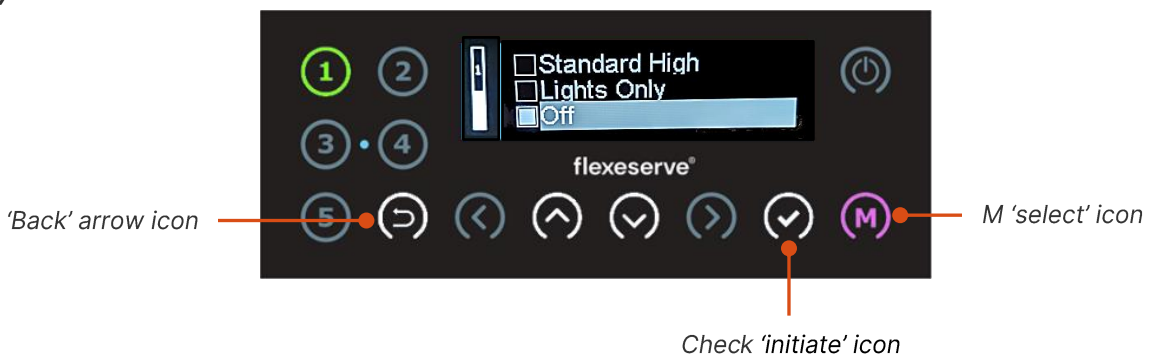 1 2
1
Standard High
Lights Only
Off
3 4
flexeserve®
5
M
‘Back’ arrow icon
M ‘select’ icon
Check ‘initiate’ icon